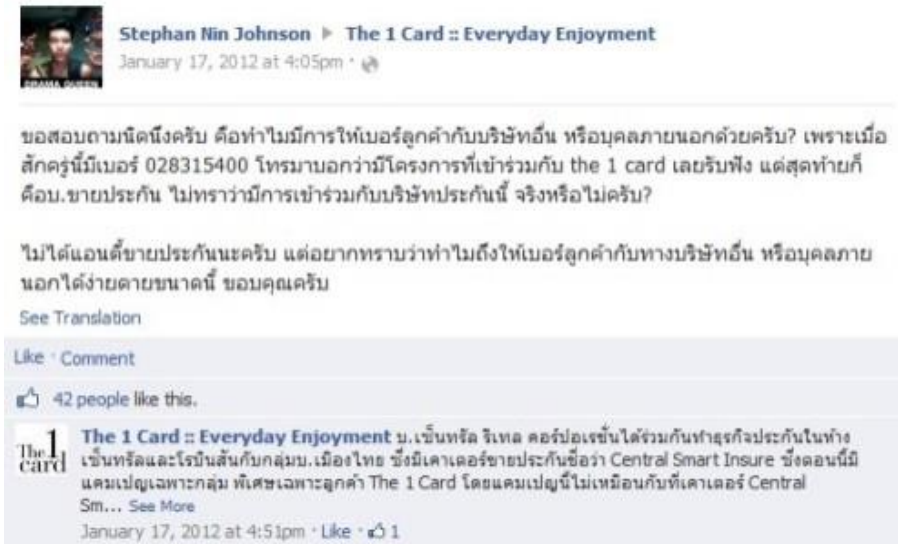 Stephan Nin Johnson ▶ The 1 Card :: Everyday Enjoyment
January 17, 2012 at 4:05pm ·
DRAMA QUEEN
ขอสอบถามนิดนึงครับ คือทำไมมีการให้เบอร์ลูกค้ากับบริษัทอื่น หรือบุคลภายนอกด้วยครับ? เพราะเมื่อ
สักครู่นี้มีเบอร์ 028315400 โทรมาบอกว่ามีโครงการที่เข้าร่วมกับ the 1 card เลยรับฟัง แต่สุดท้ายก็
คือบ.ขายประกัน ไม่ทราว่ามีการเข้าร่วมกับบริษัทประกันนี้ จริงหรือไม่ครับ?
ไม่ได้แอนตี้ขายประกันนะครับ แต่อยากทราบว่าทำไมถึงให้เบอร์ลูกค้ากับทางบริษัทอื่น หรือบุคลภาย
นอกได้ง่ายดายขนาดนี้ ขอบคุณครับ
See Translation
Like · Comment
42 people like this.
The 1 card
The 1 Card :: Everyday Enjoyment บ.เซ็นทรัล ริเทล คอร์ปอเรชั่นได้ร่วมกันทำธุรกิจประกันในห้าง
เซ็นทรัลและโรบินสันกับกลุ่มบ.เมืองไทย ซึ่งมีเคาเตอร์ขายประกันชื่อว่า Central Smart Insure ซึ่งตอนนี้มี
แคมเปญเฉพาะกลุ่ม พิเศษเฉพาะลูกค้า The 1 Card โดยแคมเปญนี้ไม่เหมือนกับที่เคาเตอร์ Central
Sm... See More
January 17, 2012 at 4:51pm · Like · 1